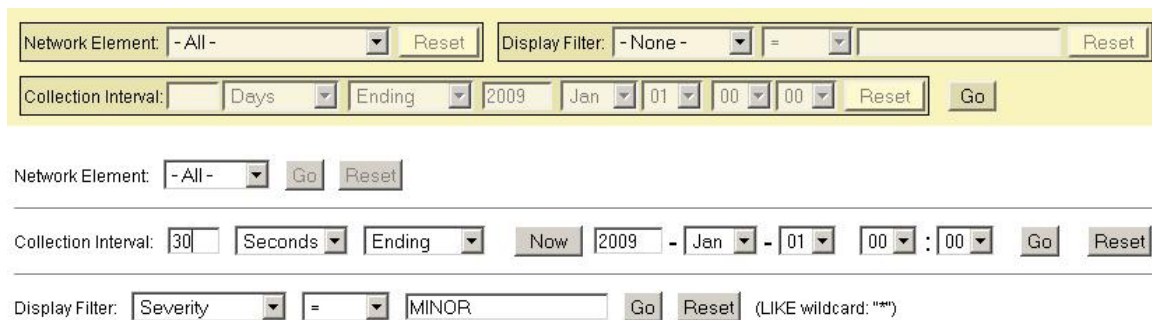 Network Element: - All - Reset Display Filter: - None - = Reset
Collection Interval: Days Ending 2009 Jan 01 00 00 Reset Go
Network Element: - All - Go Reset
Collection Interval: 30 Seconds Ending Now 2009 - Jan - 01 00 : 00 Go Reset
Display Filter: Severity = MINOR Go Reset (LIKE wildcard: "*")